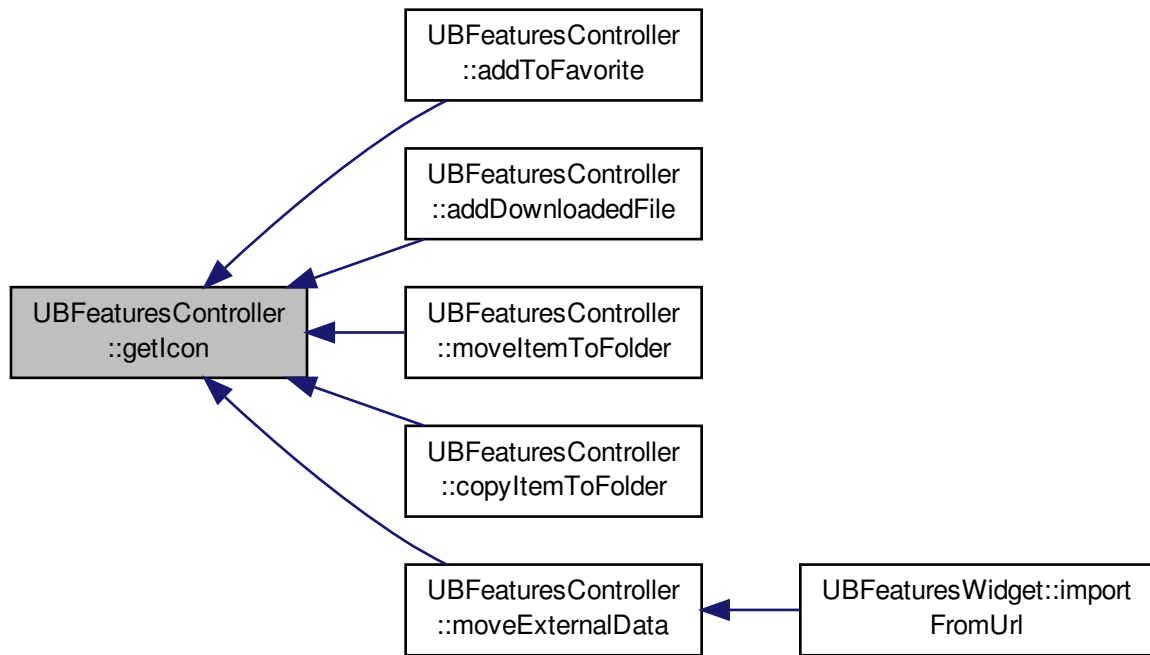 UBFeaturesController
::addToFavorite
UBFeaturesController
::addDownloadedFile
UBFeaturesController
::getIcon
UBFeaturesController
::moveItemToFolder
UBFeaturesController
::copyItemToFolder
UBFeaturesController
::moveExternalData
UBFeaturesWidget::import
FromUrl